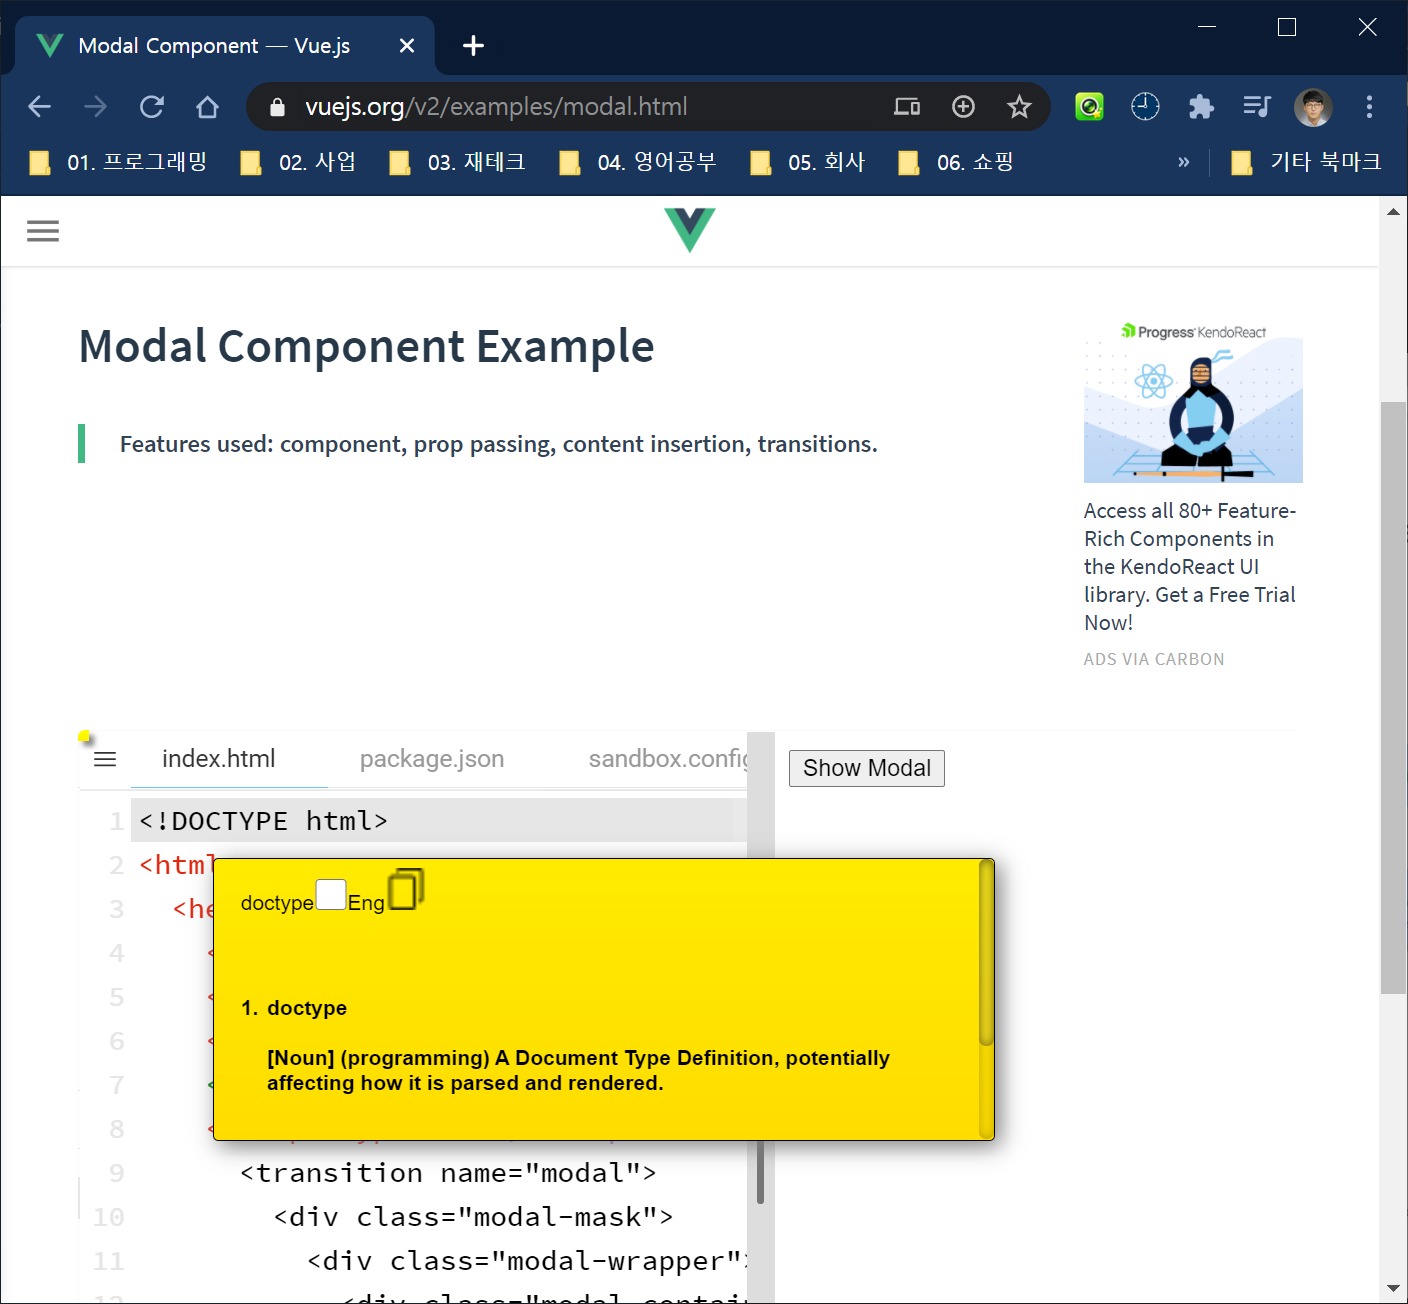 Modal Component — Vue.js
vuejs.org/v2/examples/modal.html
01. 프로그래밍
02. 사업
03. 재테크
04. 영어공부
05. 회사
06. 쇼핑
»
기타 북마크
Modal Component Example
Features used: component, prop passing, content insertion, transitions.
Progress KendoReact
Access all 80+ Feature-
Rich Components in
the KendoReact UI
library. Get a Free Trial
Now!
ADS VIA CARBON
index.html
package.json
sandbox.config
Show Modal
1 <!DOCTYPE html>
2 <html
3 <he
4 <
5 <
6 <
7 <
8 <
doctype Eng
1. doctype
[Noun] (programming) A Document Type Definition, potentially
affecting how it is parsed and rendered.
9 <transition name="modal">
10 <div class="modal-mask">
11 <div class="modal-wrapper">
12 <div class="modal-contain